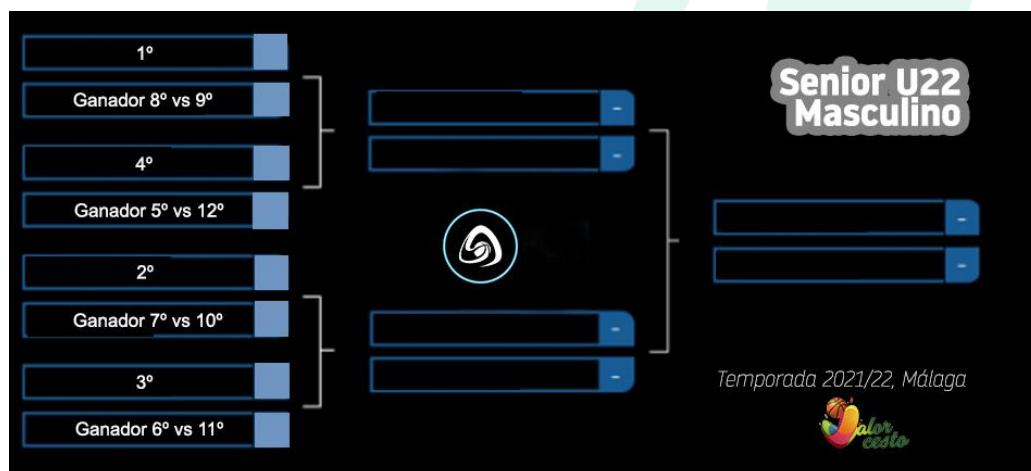 1º
Ganador 8º vs 9º
4º
Ganador 5º vs 12º
2º
Ganador 7º vs 10º
3º
Ganador 6º vs 11º
-
-
-
-
-
-
Senior U22
Masculino
Temporada 2021/22, Málaga
Valor
cesto